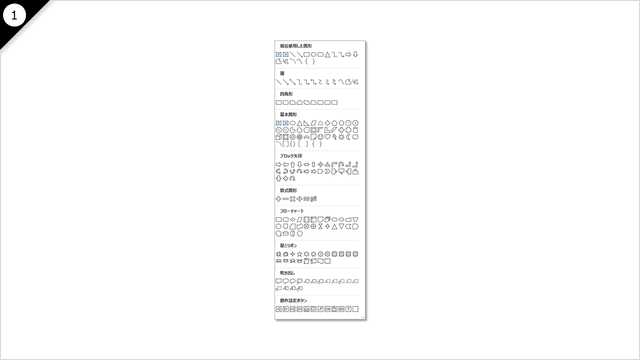 1
最近使用した図形
線
四角形
基本図形
ブロック矢印
数式図形
フローチャート
星とリボン
吹き出し
動作設定ボタン